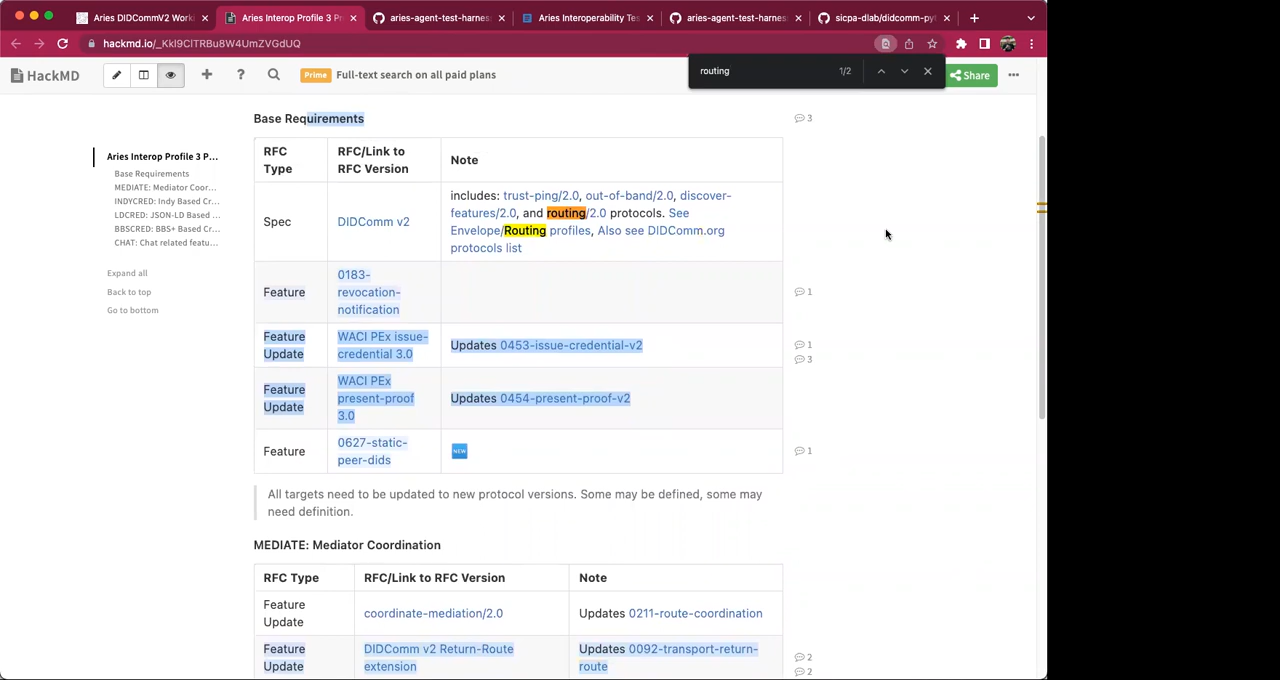 Aries DIDCommV2 Worki
Aries Interop Profile 3 P
aries-agent-test-harnes
Aries Interoperability Tes
aries-agent-test-harnes
sicpa-dlab/didcomm-pyt
hackmd.io/_KkI9ClTRBu8W4UmZVGdUQ
HackMD
Prime
Full-text search on all paid plans
routing
1/2
Share
Aries Interop Profile 3 P...
Base Requirements
MEDIATE: Mediator Coor...
INDYCRED: Indy Based Cr...
LDCRED: JSON-LD Based ...
BBSCRED: BBS+ Based Cr...
CHAT: Chat related featu...
Expand all
Back to top
Go to bottom
Base Requirements
3
RFC
Type
RFC/Link to
RFC Version
Note
Spec
DIDComm v2
includes: trust-ping/2.0, out-of-band/2.0, discover-
features/2.0, and routing/2.0 protocols. See
Envelope/Routing profiles, Also see DIDComm.org
protocols list
Feature
0183-
revocation-
notification
1
Feature
Update
WACI PEx issue-
credential 3.0
Updates 0453-issue-credential-v2
1
3
Feature
Update
WACI PEx
present-proof
3.0
Updates 0454-present-proof-v2
Feature
0627-static-
peer-dids
NEW
1
All targets need to be updated to new protocol versions. Some may be defined, some may
need definition.
MEDIATE: Mediator Coordination
RFC Type
RFC/Link to RFC Version
Note
Feature
Update
coordinate-mediation/2.0
Updates 0211-route-coordination
Feature
Update
DIDComm v2 Return-Route
extension
Updates 0092-transport-return-
route
2
2